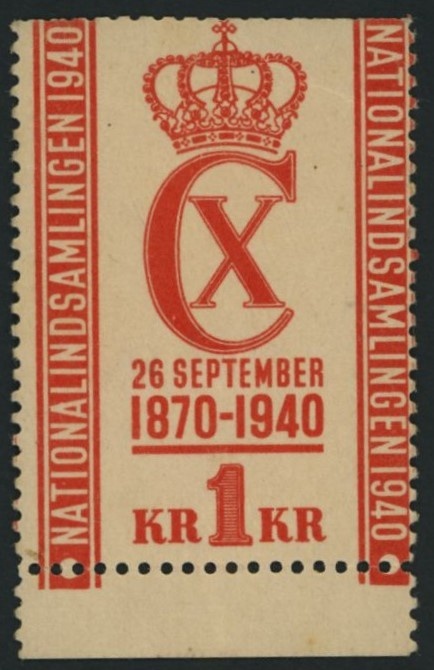 NATIONALINDSAMLINGEN 1940
CX
26 SEPTEMBER
1870-1940
KR 1 KR
NATIONALINDSAMLINGEN 1940